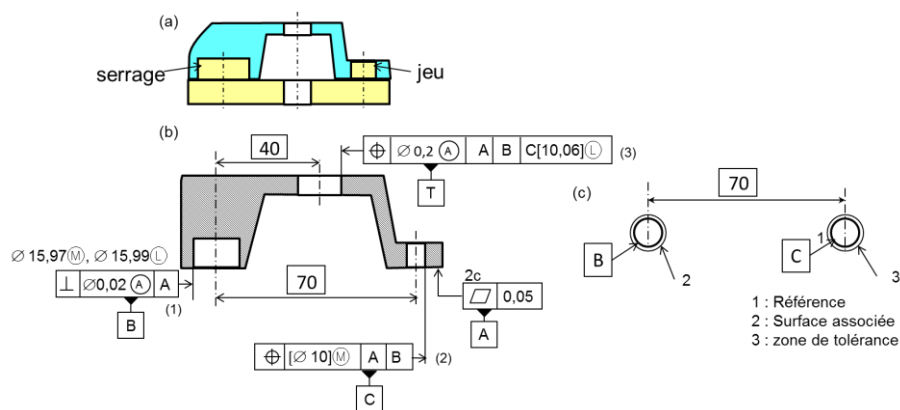 (a)
serrage
jeu
(b)
40
⌖ ∅ 0,2 Ⓐ A B C[10,06]Ⓛ (3)
T
(c)
70
B
C
1
2
3
∅ 15,97Ⓜ, ∅ 15,99Ⓛ
⊥ ∅0,02 Ⓐ A
(1)
B
70
2c
⏥ 0,05
A
⌖ [∅ 10]Ⓜ A B (2)
C
1 : Référence
2 : Surface associée
3 : zone de tolérance